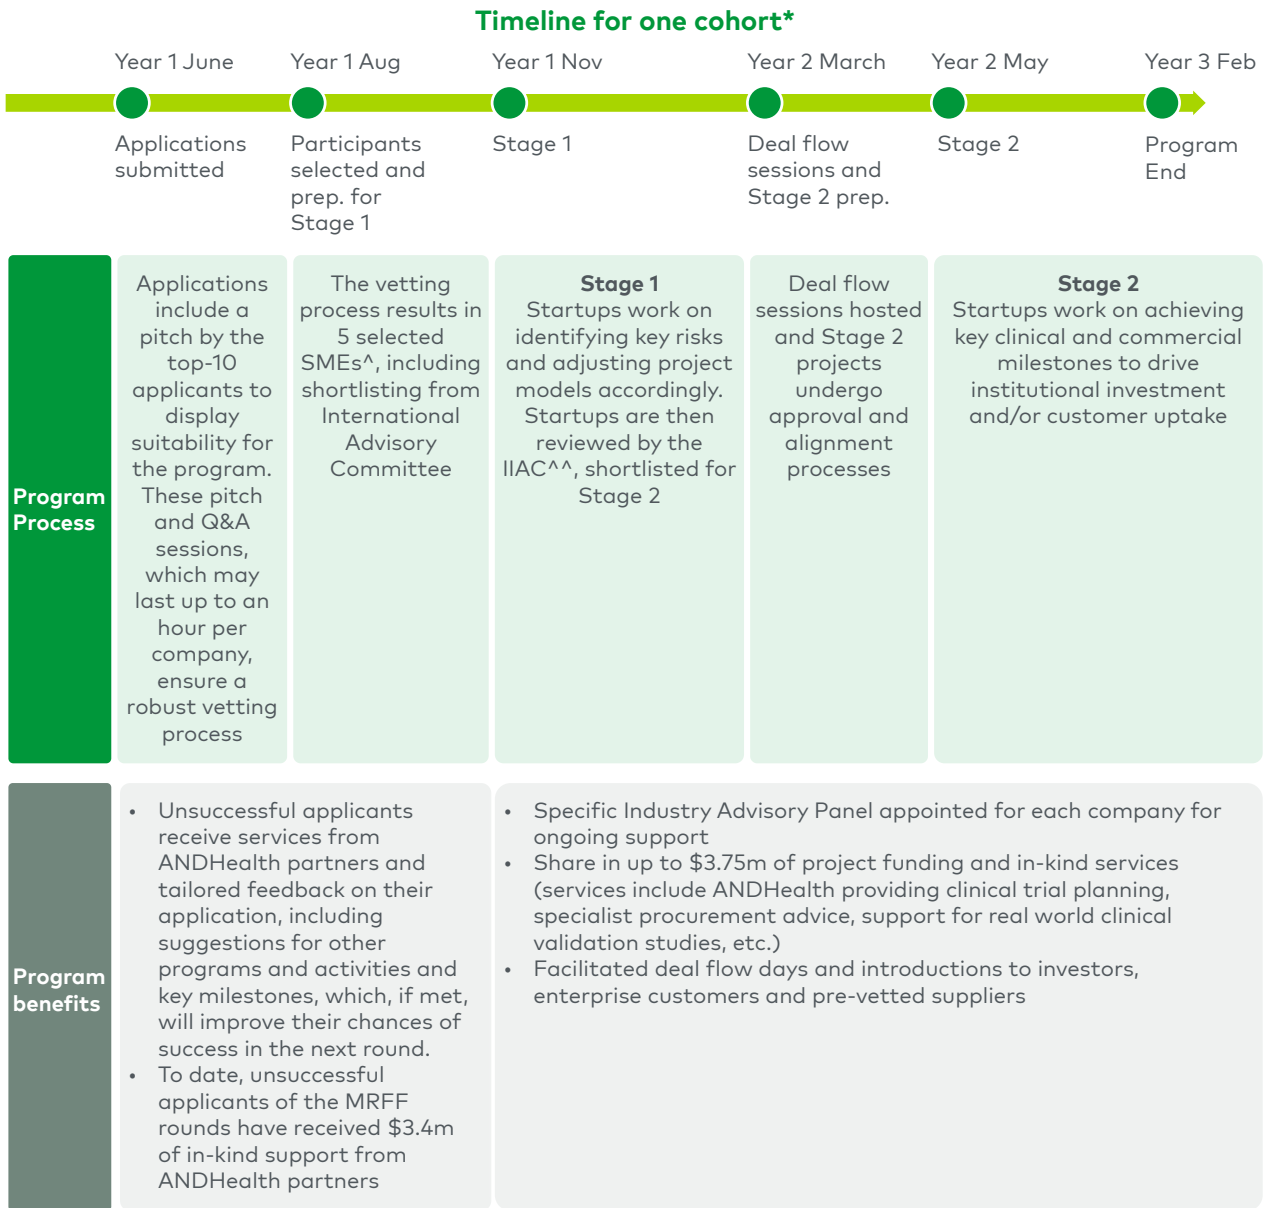 Timeline for one cohort*
Year 1 June
Year 1 Aug
Year 1 Nov
Year 2 March
Year 2 May
Year 3 Feb
Applications
submitted
Participants
selected and
prep. for
Stage 1
Stage 1
Deal flow
sessions and
Stage 2 prep.
Stage 2
Program
End
Program
Process
Applications
include a
pitch by the
top-10
applicants to
display
suitability for
the program.
These pitch
and Q&A
sessions,
which may
last up to an
hour per
company,
ensure a
robust vetting
process
The vetting
process results in
5 selected
SMEs^, including
shortlisting from
International
Advisory
Committee
Stage 1
Startups work on
identifying key risks
and adjusting project
models accordingly.
Startups are then
reviewed by the
IIAC^^, shortlisted for
Stage 2
Deal flow
sessions hosted
and Stage 2
projects
undergo
approval and
alignment
processes
Stage 2
Startups work on achieving
key clinical and commercial
milestones to drive
institutional investment
and/or customer uptake
Program
benefits
• Unsuccessful applicants
receive services from
ANDHealth partners and
tailored feedback on their
application, including
suggestions for other
programs and activities and
key milestones, which, if met,
will improve their chances of
success in the next round.
• To date, unsuccessful
applicants of the MRFF
rounds have received $3.4m
of in-kind support from
ANDHealth partners
• Specific Industry Advisory Panel appointed for each company for
ongoing support
• Share in up to $3.75m of project funding and in-kind services
(services include ANDHealth providing clinical trial planning,
specialist procurement advice, support for real world clinical
validation studies, etc.)
• Facilitated deal flow days and introductions to investors,
enterprise customers and pre-vetted suppliers